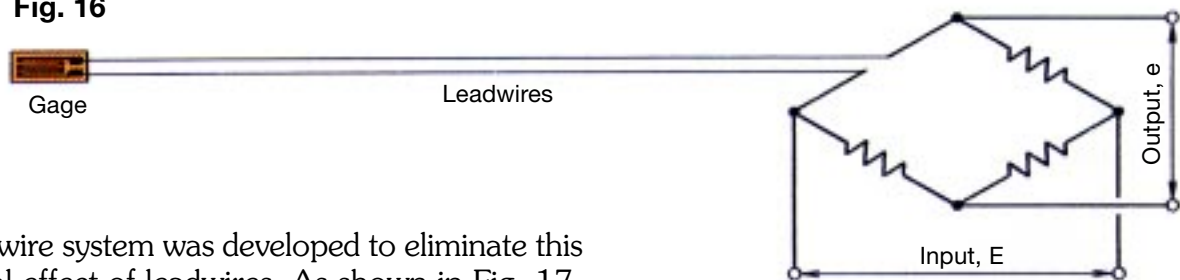 Fig. 16
Gage
Leadwires
Output, e
Input, E
wire system was developed to eliminate this
effect of leadwires. As shown in Fig. 17,